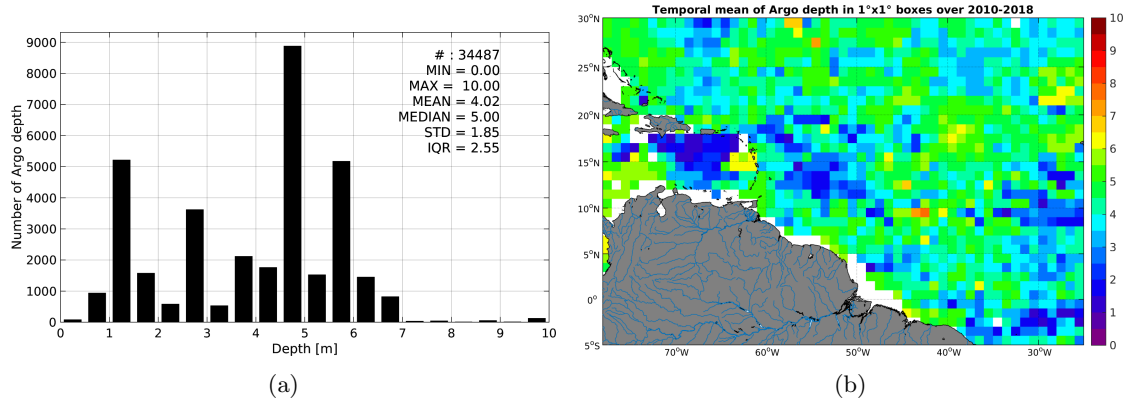 9000
8000
7000
6000
5000
4000
3000
2000
1000
0
Number of Argo depth
# : 34487
MIN = 0.00
MAX = 10.00
MEAN = 4.02
MEDIAN = 5.00
STD = 1.85
IQR = 2.55
0 1 2 3 4 5 6 7 8 9 10
Depth [m]
(a)
Temporal mean of Argo depth in 1°x1° boxes over 2010-2018
30°N
25°N
20°N
15°N
10°N
5°N
0°
5°S
70°W 60°W 50°W 40°W 30°W
10
9
8
7
6
5
4
3
2
1
0
(b)